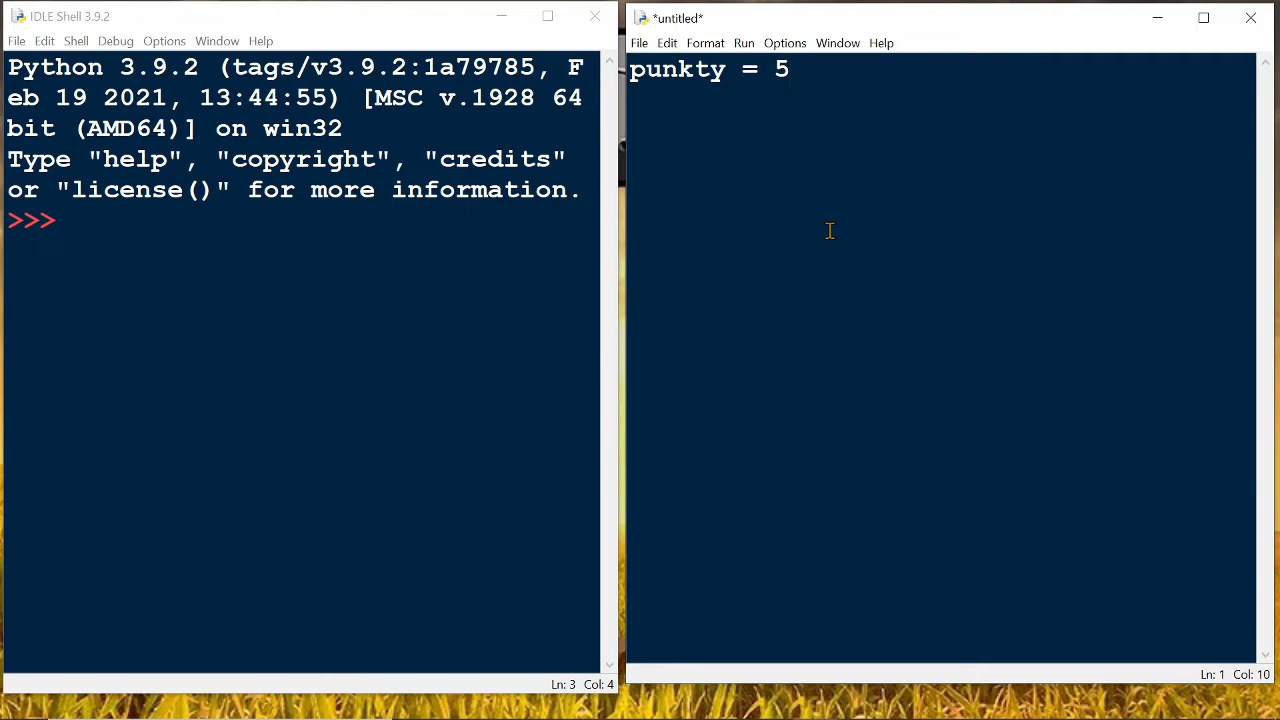 IDLE Shell 3.9.2
File Edit Shell Debug Options Window Help
Python 3.9.2 (tags/v3.9.2:1a79785, F
eb 19 2021, 13:44:55) [MSC v.1928 64
bit (AMD64)] on win32
Type "help", "copyright", "credits"
or "license()" for more information.
>>>
Ln: 3 Col: 4
*untitled*
File Edit Format Run Options Window Help
punkty = 5
Ln: 1 Col: 10